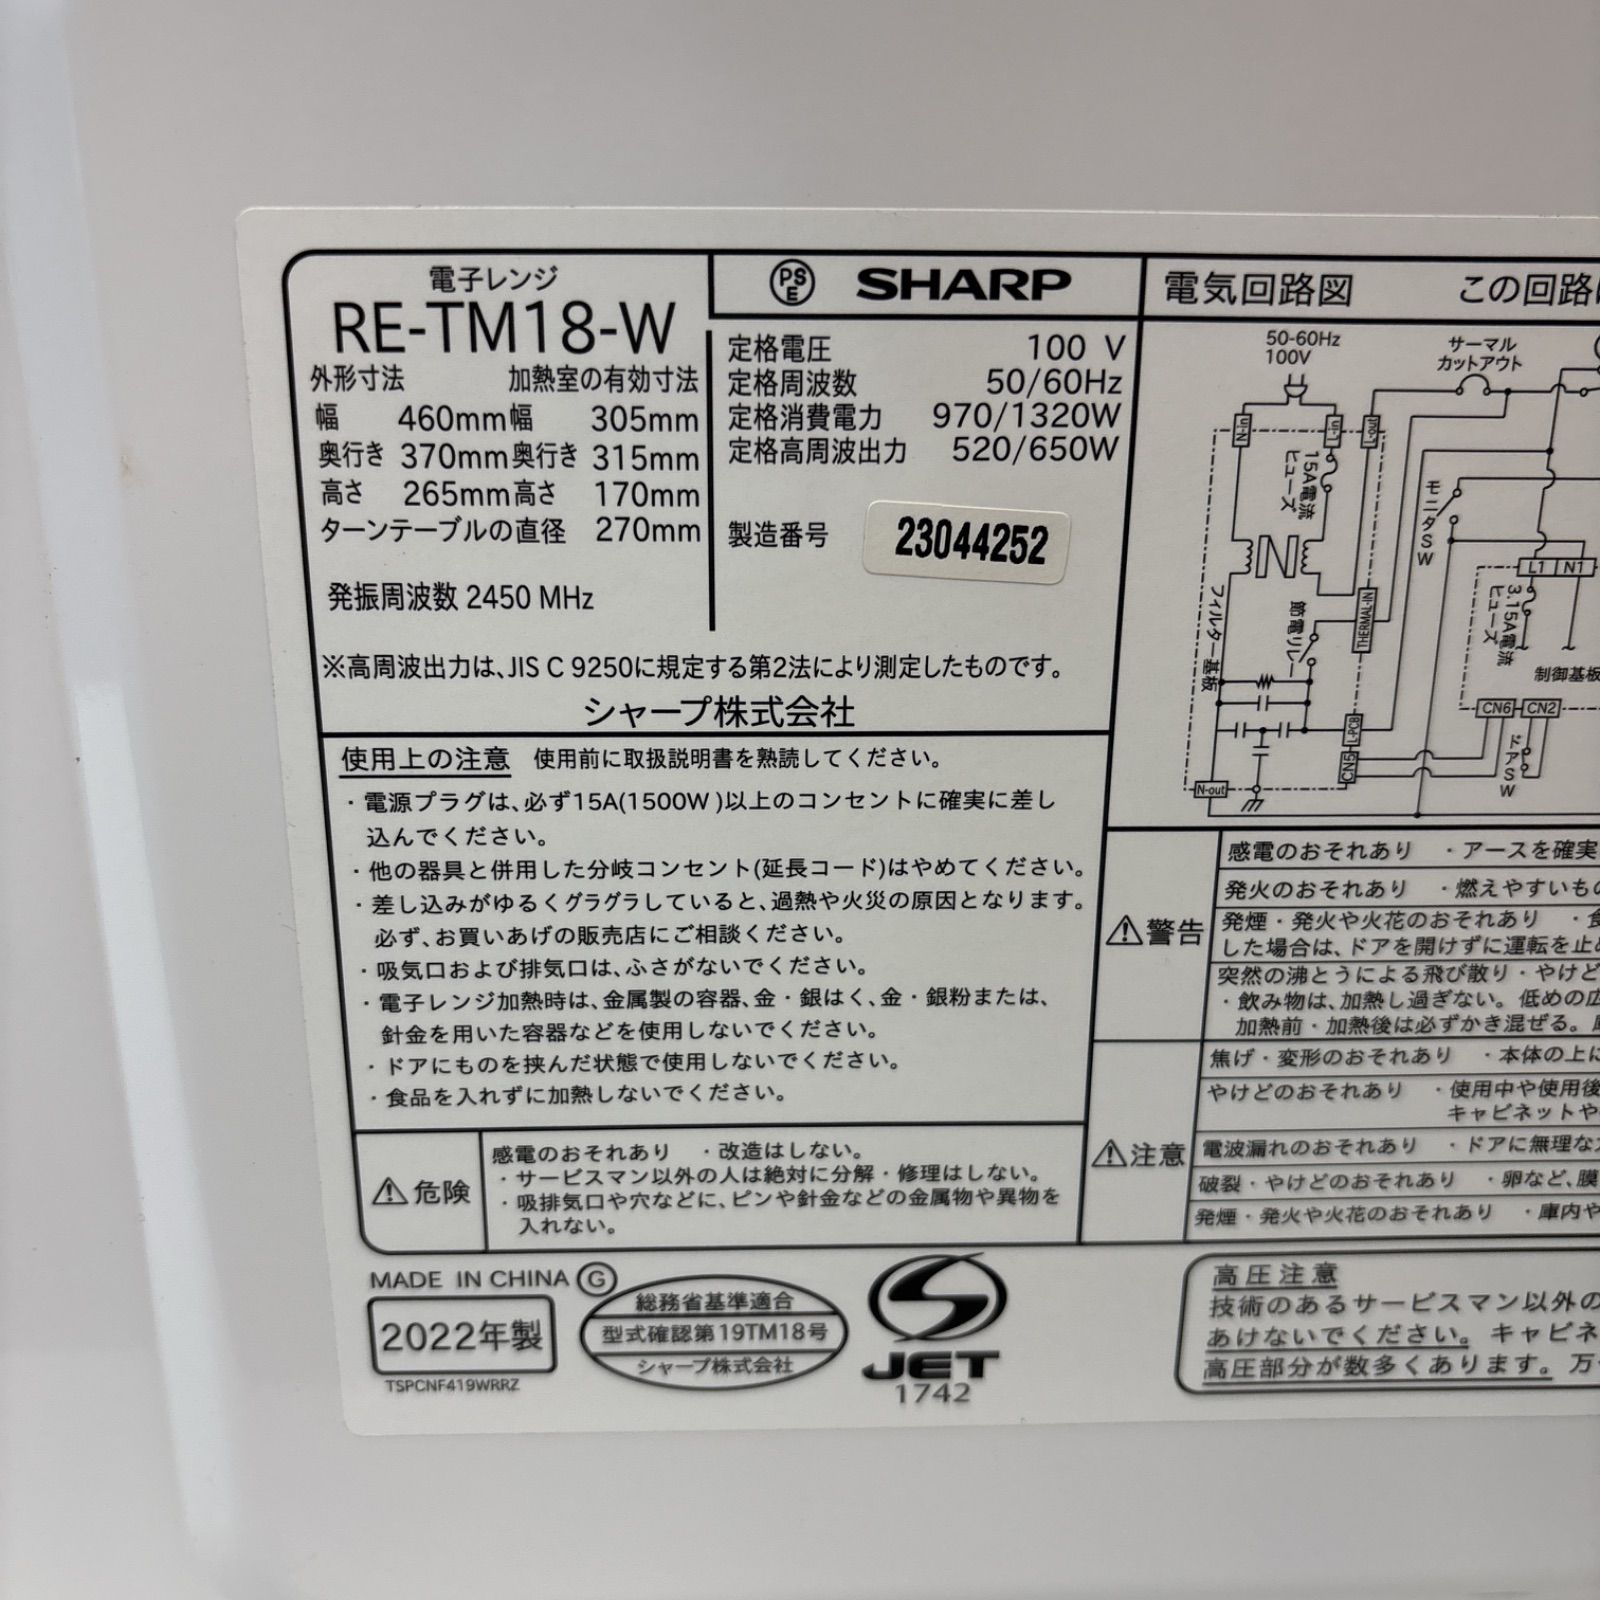 電子レンジ
RE-TM18-W
外形寸法 加熱室の有効寸法
幅 460mm 幅 305mm
奥行き 370mm 奥行き 315mm
高さ 265mm 高さ 170mm
ターンテーブルの直径 270mm
発振周波数 2450 MHz
PS
E
SHARP
定格電圧 100 V
定格周波数 50/60Hz
定格消費電力 970/1320W
定格高周波出力 520/650W
製造番号 23044252
※高周波出力は、JIS C 9250に規定する第2法により測定したものです。
シャープ株式会社
使用上の注意 使用前に取扱説明書を熟読してください。
・電源プラグは、必ず15A(1500W)以上のコンセントに確実に差し
込んでください。
・他の器具と併用した分岐コンセント(延長コード)はやめてください。
・差し込みがゆるくグラグラしていると、過熱や火災の原因となります。
必ず、お買いあげの販売店にご相談ください。
・吸気口および排気口は、ふさがないでください。
・電子レンジ加熱時は、金属製の容器、金・銀はく、金・銀粉または、
針金を用いた容器などを使用しないでください。
・ドアにものを挟んだ状態で使用しないでください。
・食品を入れずに加熱しないでください。
⚠危険
感電のおそれあり ・改造はしない。
・サービスマン以外の人は絶対に分解・修理はしない。
・吸排気口や穴などに、ピンや針金などの金属物や異物を
入れない。
電気回路図 この回路
50-60Hz
100V
サーマル
カットアウト
N-in
L-in
L-out
15A電流
ヒューズ
モニタSW
L1 N1
フィルター基板
節電リレー
THERMAL-IN
3.15A電流
ヒューズ
制御基板
CN6 CN2
L-PCB
CN5
ドアSW
N-out
⚠警告
感電のおそれあり ・アースを確実
発火のおそれあり ・燃えやすいもの
発煙・発火や火花のおそれあり ・食
した場合は、ドアを開けずに運転を止め
突然の沸とうによる飛び散り・やけど
・飲み物は、加熱し過ぎない。低めの広
加熱前・加熱後は必ずかき混ぜる。
⚠注意
焦げ・変形のおそれあり ・本体の上に
やけどのおそれあり ・使用中や使用後
キャビネットや
電波漏れのおそれあり ・ドアに無理な
破裂・やけどのおそれあり ・卵など、膜
発煙・発火や火花のおそれあり ・庫内や
MADE IN CHINA G
2022年製
TSPCNF419WRRZ
総務省基準適合
型式確認第19TM18号
シャープ株式会社
JET
1742
高圧注意
技術のあるサービスマン以外の
あけないでください。キャビネ
高圧部分が数多くあります。万